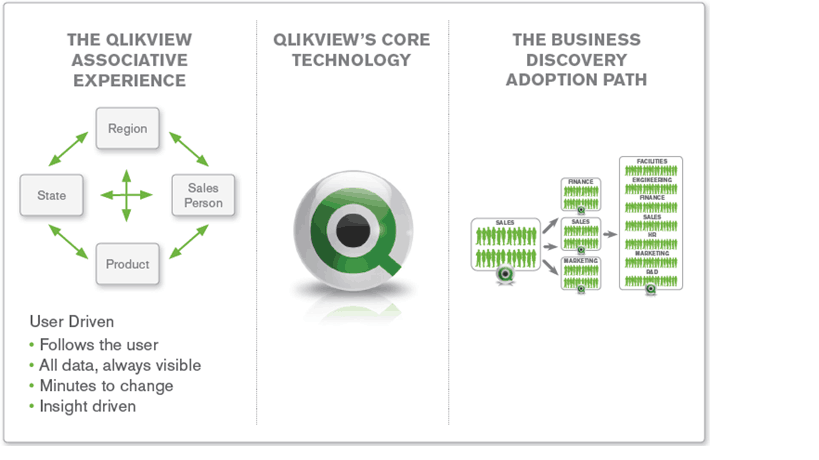 THE QLIKVIEW
ASSOCIATIVE
EXPERIENCE
Region
State
Sales
Person
Product
User Driven
• Follows the user
• All data, always visible
• Minutes to change
• Insight driven
QLIKVIEW'S CORE
TECHNOLOGY
THE BUSINESS
DISCOVERY
ADOPTION PATH
SALES
FINANCE
SALES
MARKETING
FACILITIES
ENGINEERING
FINANCE
SALES
HR
MARKETING
R&D